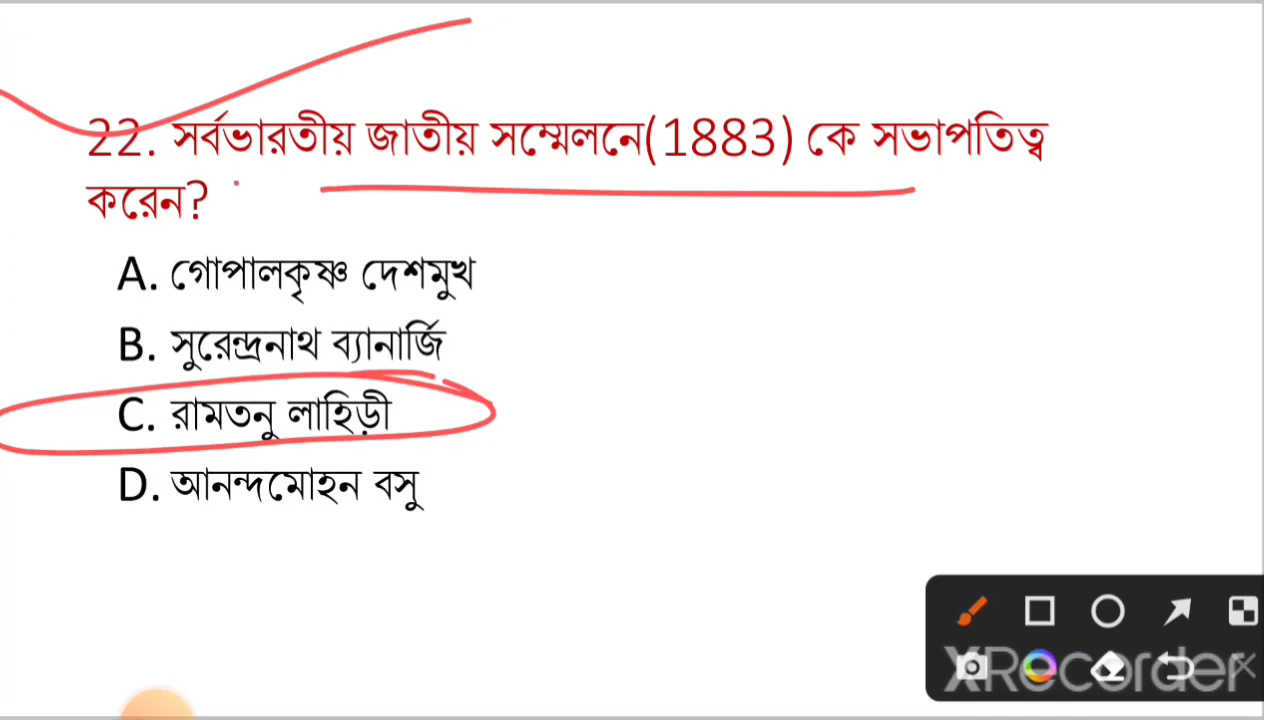 22. সর্বভারতীয় জাতীয় সম্মেলনে(1883) কে সভাপতিত্ব
করেন?
A. গোপালকৃষ্ণ দেশমুখ
B. সুরেন্দ্রনাথ ব্যানার্জি
C. রামতনু লাহিড়ী
D. আনন্দমোহন বসু
XRecorder